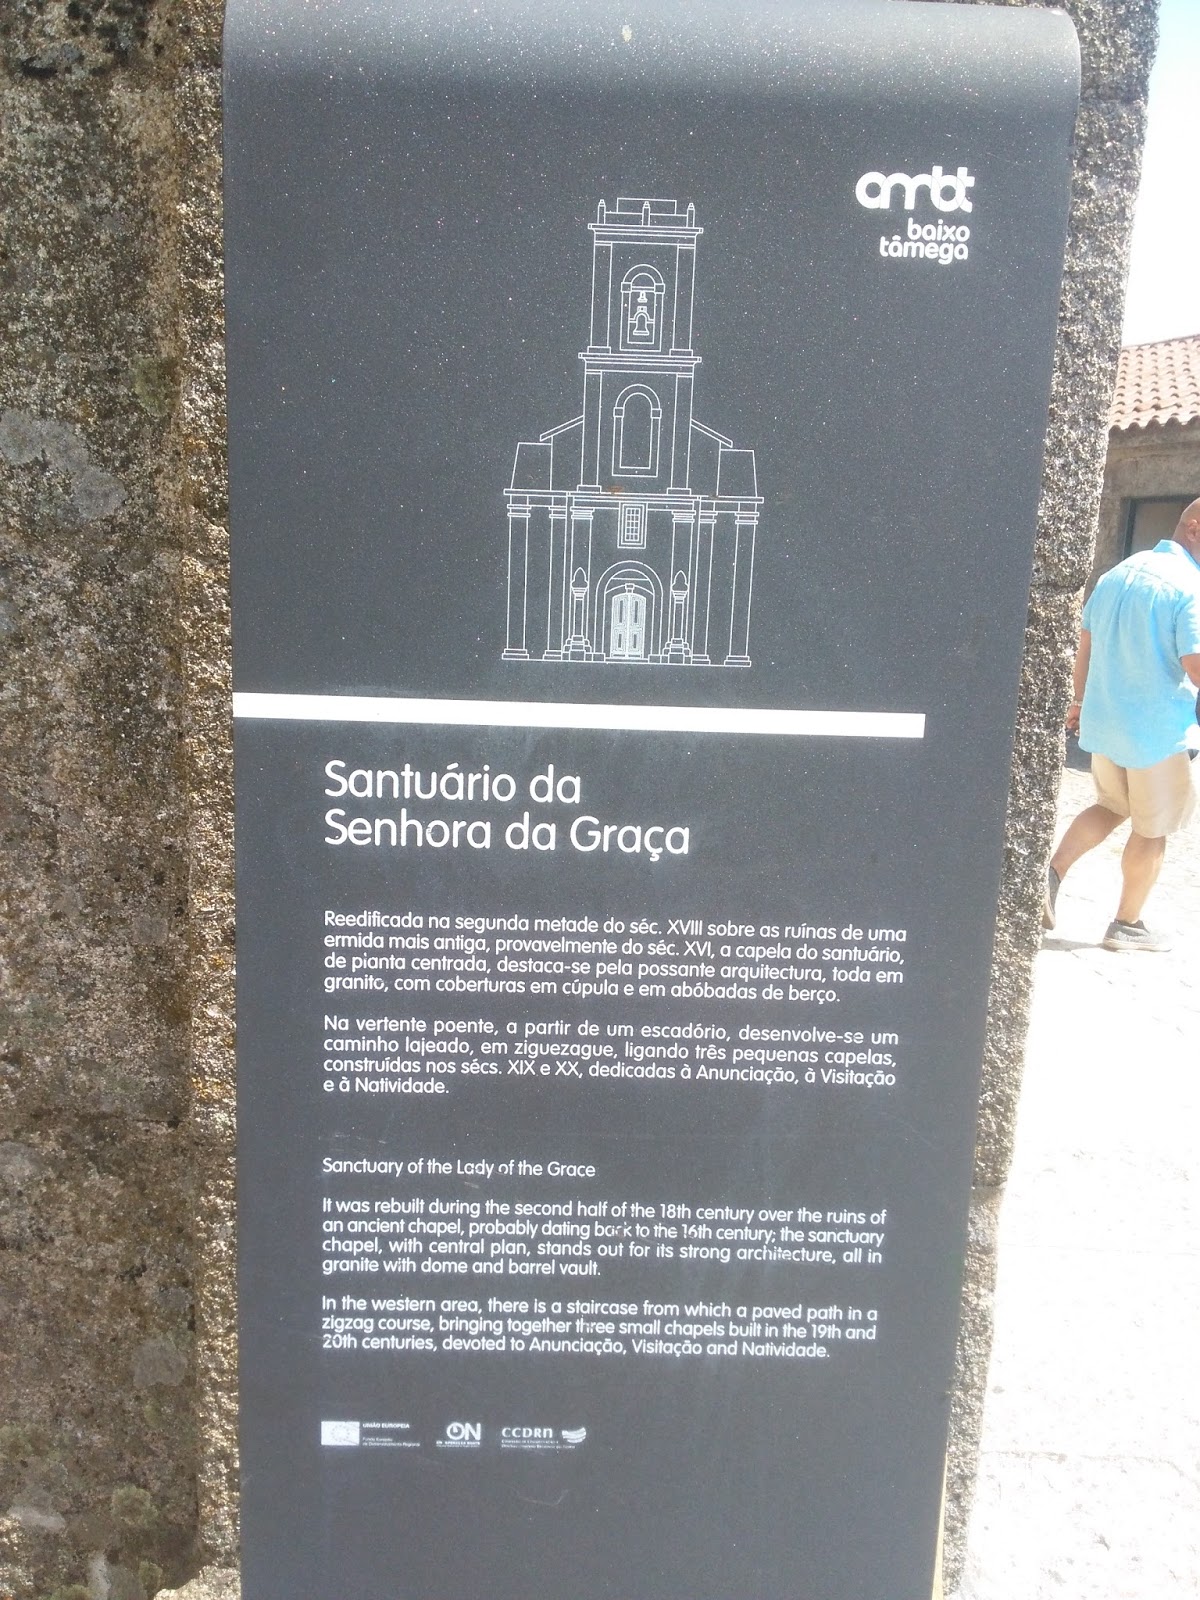 ambt
baixo
tâmega
Santuário da
Senhora da Graça
Reedificada na segunda metade do séc. XVIII sobre as ruínas de uma
ermida mais antiga, provavelmente do séc. XVI, a capela do santuário,
de planta centrada, destaca-se pela possante arquitectura, toda em
granito, com coberturas em cúpula e em abóbadas de berço.
Na vertente poente, a partir de um escadório, desenvolve-se um
caminho lajeado, em ziguezague, ligando três pequenas capelas,
construídas nos sécs. XIX e XX, dedicadas à Anunciação, à Visitação
e à Natividade.
Sanctuary of the Lady of the Grace
It was rebuilt during the second half of the 18th century over the ruins of
an ancient chapel, probably dating back to the 16th century; the sanctuary
chapel, with central plan, stands out for its strong architecture, all in
granite with dome and barrel vault.
In the western area, there is a staircase from which a paved path in a
zigzag course, bringing together three small chapels built in the 19th and
20th centuries, devoted to Anunciação, Visitação and Natividade.
UNIÃO EUROPEIA
Fundo Europeu
de Desenvolvimento Regional
ON
CCDRn